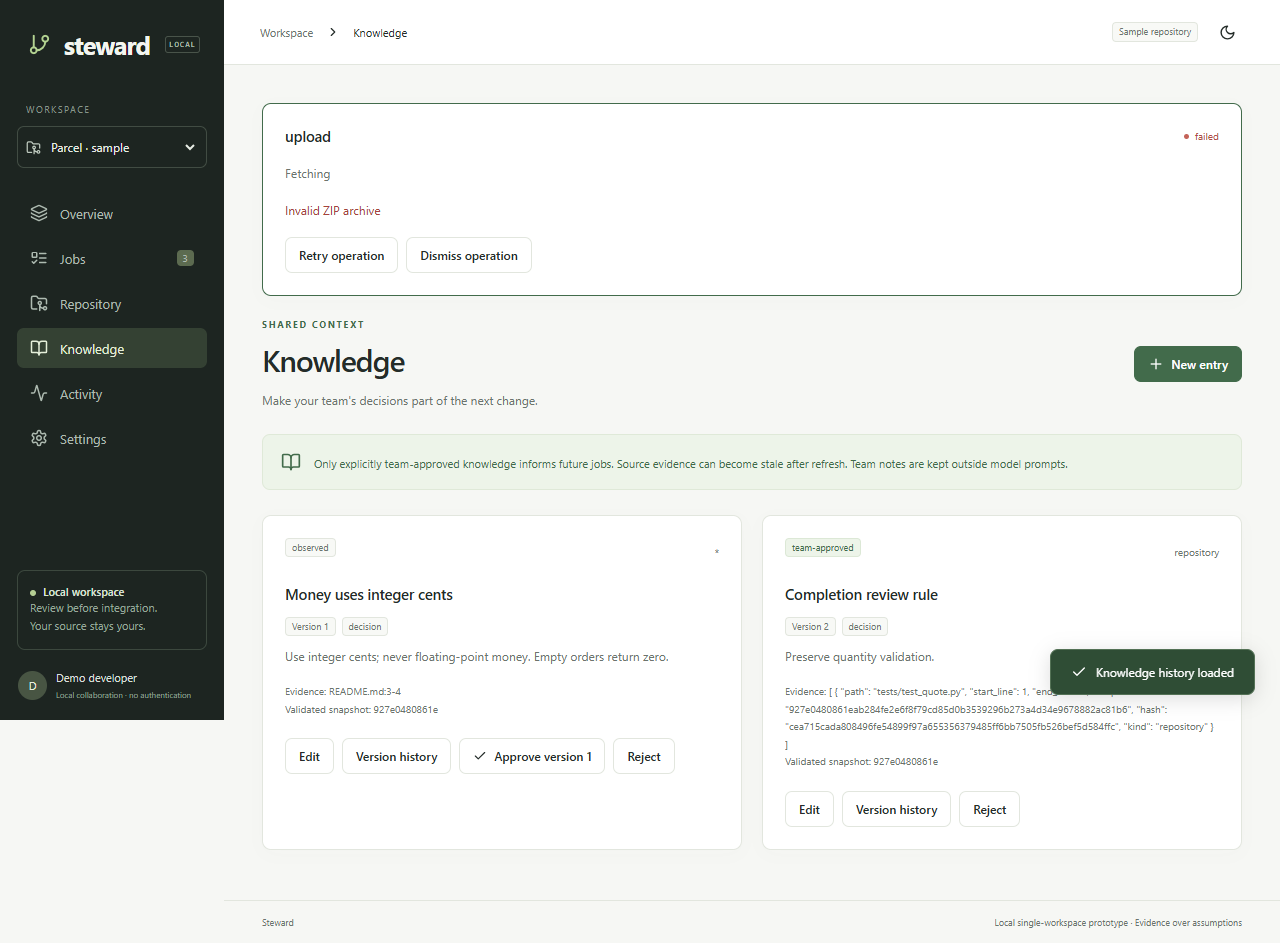 steward
LOCAL
Workspace
Knowledge
Sample repository
WORKSPACE
Parcel · sample
Overview
Jobs
3
Repository
Knowledge
Activity
Settings
Local workspace
Review before integration.
Your source stays yours.
D
Demo developer
Local collaboration · no authentication
upload
failed
Fetching
Invalid ZIP archive
Retry operation
Dismiss operation
SHARED CONTEXT
Knowledge
New entry
Make your team's decisions part of the next change.
Only explicitly team-approved knowledge informs future jobs. Source evidence can become stale after refresh. Team notes are kept outside model prompts.
observed
*
Money uses integer cents
Version 1
decision
Use integer cents; never floating-point money. Empty orders return zero.
Evidence: README.md:3-4
Validated snapshot: 927e0480861e
Edit
Version history
Approve version 1
Reject
team-approved
repository
Completion review rule
Version 2
decision
Preserve quantity validation.
Evidence: [ { "path": "tests/test_quote.py", "start_line": 1,
"927e0480861eab284fe2e6f8f79cd85d0b3539296b273a4d34e9678882ac81b6", "hash":
"cea715cada808496fe54899f97a655356379485ff6bb7505fb526bef5d584ffc", "kind": "repository" }
]
Validated snapshot: 927e0480861e
Edit
Version history
Reject
Knowledge history loaded
Steward
Local single-workspace prototype · Evidence over assumptions